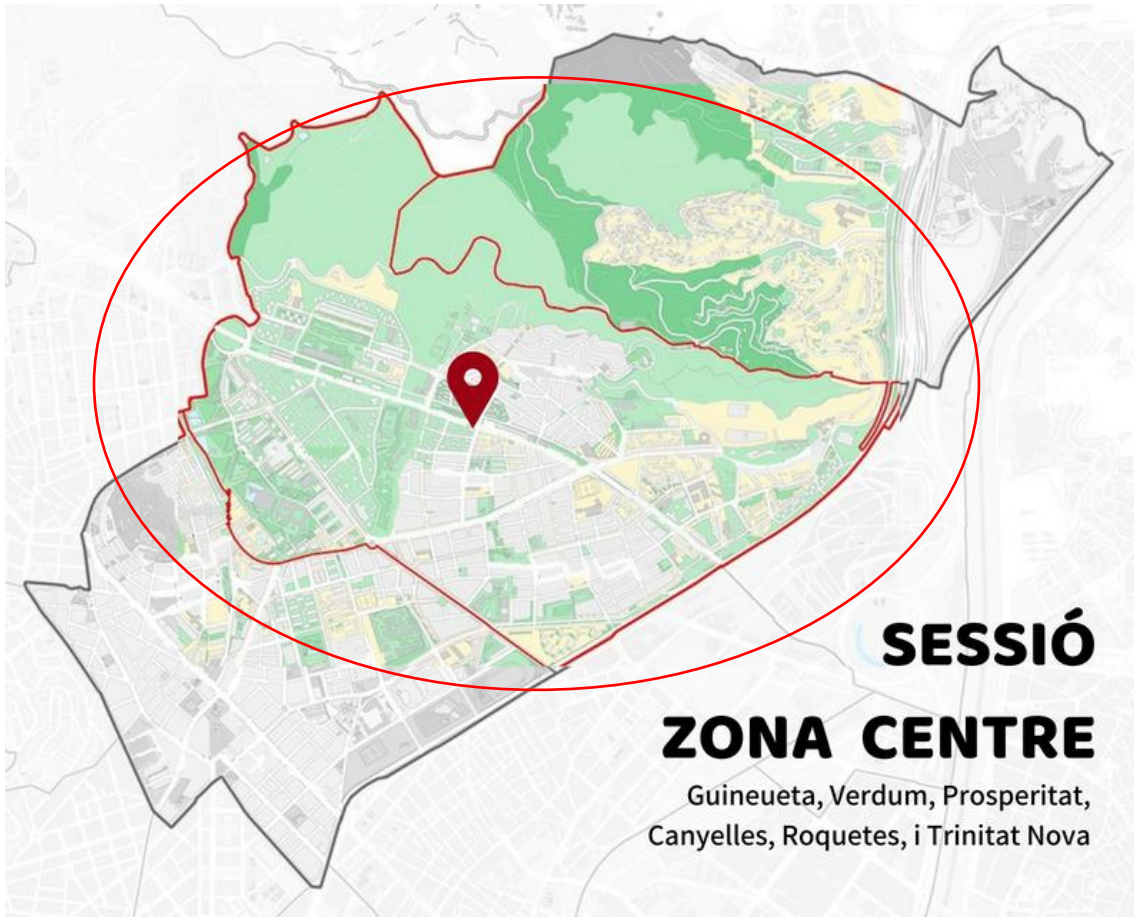 SESSIÓ
ZONA CENTRE
Guineueta, Verdum, Prosperitat,
Canyelles, Roquetes, i Trinitat Nova